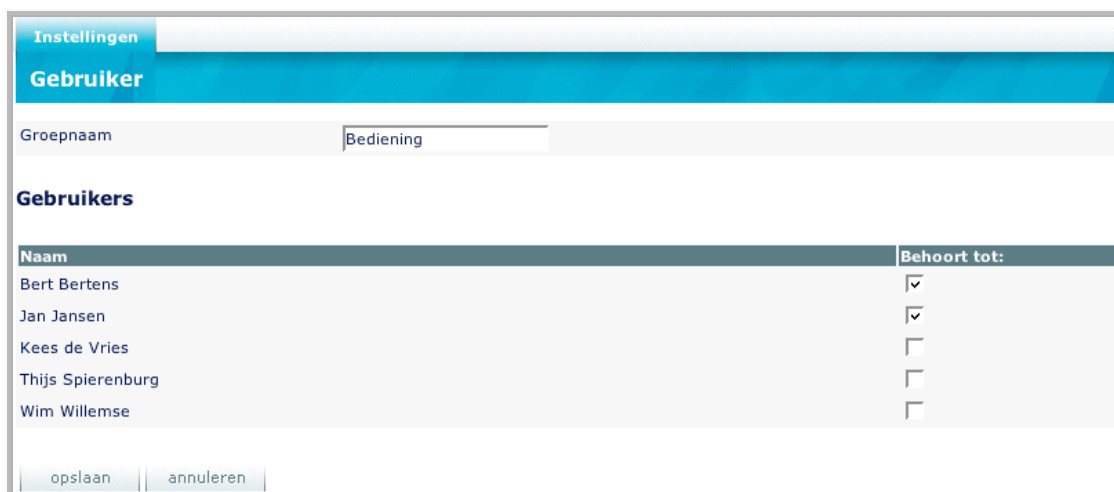 Instellingen
Gebruiker
Groepnaam Bediening
Gebruikers
Naam Behoort tot:
Bert Bertens
Jan Jansen
Kees de Vries
Thijs Spierenburg
Wim Willemse
opslaan annuleren